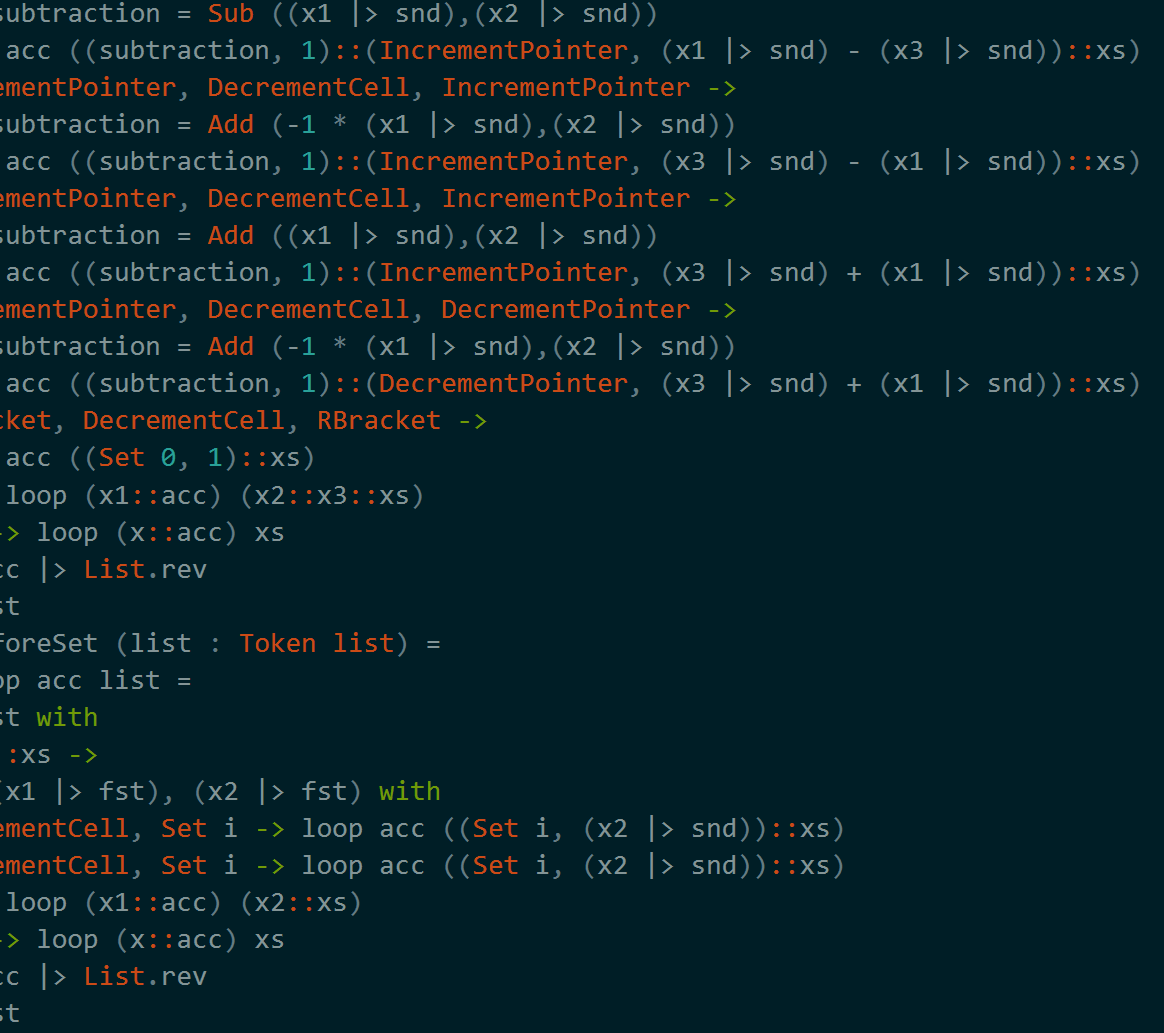 subtraction = Sub ((x1 |> snd),(x2 |> snd))
acc ((subtraction, 1)::(IncrementPointer, (x1 |> snd) - (x3 |> snd))::xs)
ementPointer, DecrementCell, IncrementPointer ->
subtraction = Add (-1 * (x1 |> snd),(x2 |> snd))
acc ((subtraction, 1)::(IncrementPointer, (x3 |> snd) - (x1 |> snd))::xs)
ementPointer, DecrementCell, IncrementPointer ->
subtraction = Add ((x1 |> snd),(x2 |> snd))
acc ((subtraction, 1)::(IncrementPointer, (x3 |> snd) + (x1 |> snd))::xs)
ementPointer, DecrementCell, DecrementPointer ->
subtraction = Add (-1 * (x1 |> snd),(x2 |> snd))
acc ((subtraction, 1)::(DecrementPointer, (x3 |> snd) + (x1 |> snd))::xs)
cket, DecrementCell, RBracket ->
acc ((Set 0, 1)::xs)
loop (x1::acc) (x2::x3::xs)
-> loop (x::acc) xs
cc |> List.rev
st
foreSet (list : Token list) =
op acc list =
st with
::xs ->
(x1 |> fst), (x2 |> fst) with
ementCell, Set i -> loop acc ((Set i, (x2 |> snd))::xs)
ementCell, Set i -> loop acc ((Set i, (x2 |> snd))::xs)
loop (x1::acc) (x2::xs)
-> loop (x::acc) xs
cc |> List.rev
st